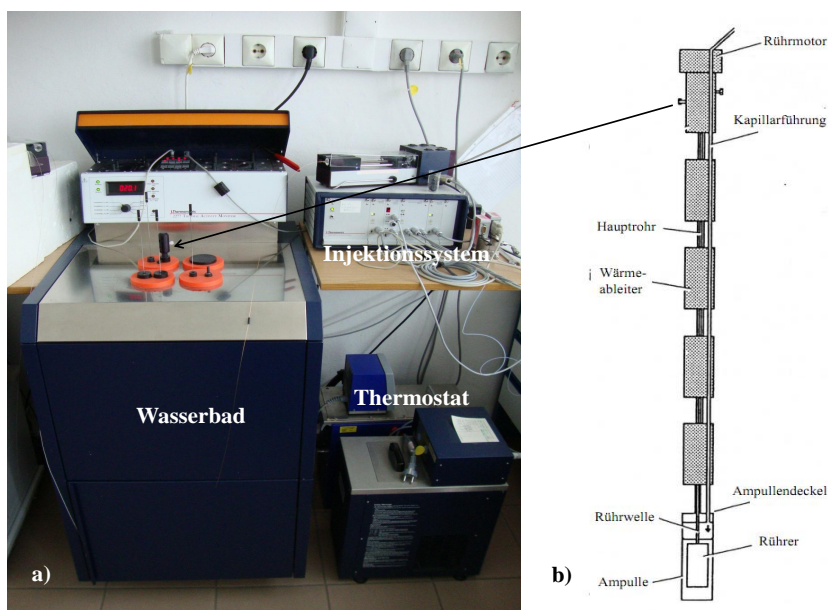 Injektionssystem
Thermostat
Wasserbad
a)
Rührmotor
Kapillarführung
Hauptrohr
Wärme-
ableiter
Ampullendeckel
Rührwelle
Rührer
Ampulle
b)